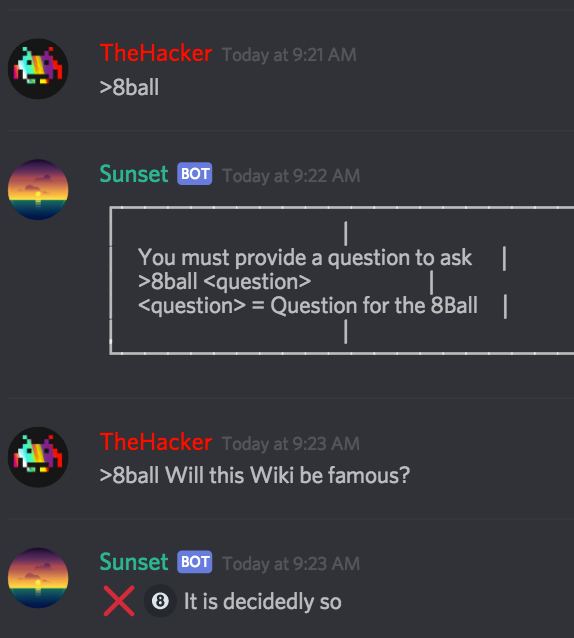 TheHacker Today at 9:21 AM
>8ball
Sunset BOT Today at 9:22 AM
You must provide a question to ask
>8ball <question>
<question> = Question for the 8Ball
TheHacker Today at 9:23 AM
>8ball Will this Wiki be famous?
Sunset BOT Today at 9:23 AM
❌ 🎱 It is decidedly so